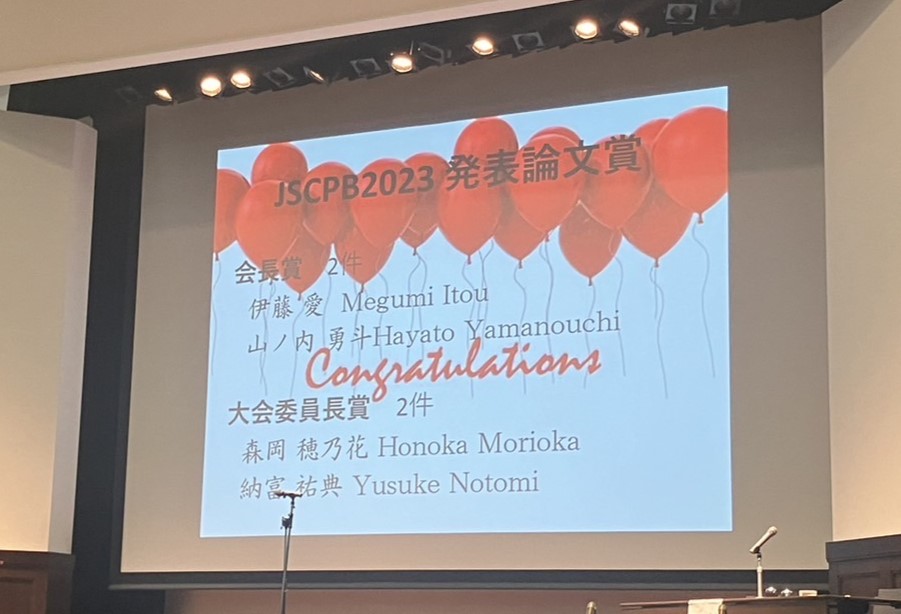 JSCPB2023 発表論文賞
会長賞 2件
伊藤 愛 Megumi Itou
山ノ内 勇斗Hayato Yamanouchi
Congratulations
大会委員長賞 2件
森岡 穂乃花 Honoka Morioka
納富 祐典 Yusuke Notomi